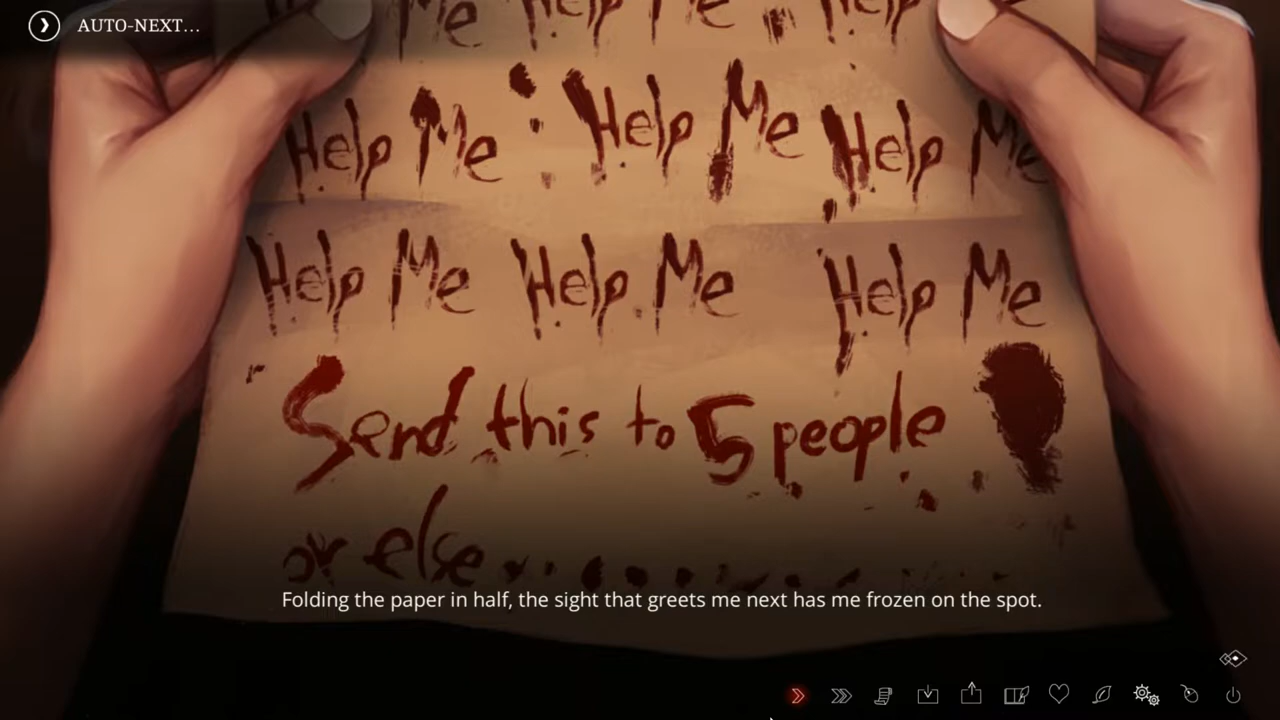 AUTO-NEXT...
Me Help Me Help
Help Me Help Me Help Me
Help Me Help Me Help Me
Send this to 5 people
or else........
Folding the paper in half, the sight that greets me next has me frozen on the spot.